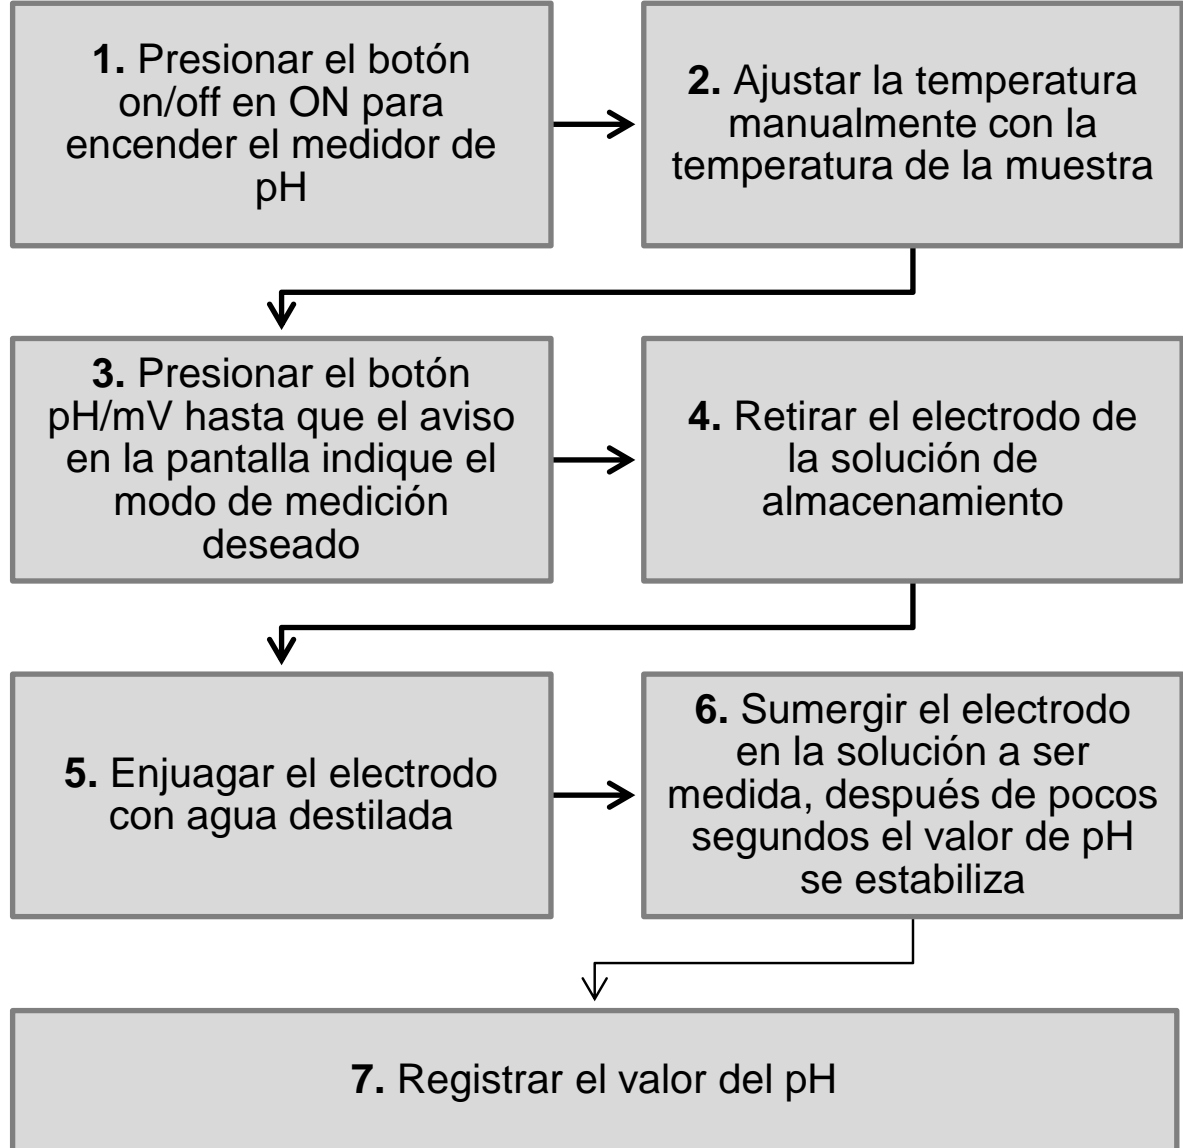 1. Presionar el botón
on/off en ON para
encender el medidor de
pH
2. Ajustar la temperatura
manualmente con la
temperatura de la muestra
3. Presionar el botón
pH/mV hasta que el aviso
en la pantalla indique el
modo de medición
deseado
4. Retirar el electrodo de
la solución de
almacenamiento
5. Enjuagar el electrodo
con agua destilada
6. Sumergir el electrodo
en la solución a ser
medida, después de pocos
segundos el valor de pH
se estabiliza
7. Registrar el valor del pH